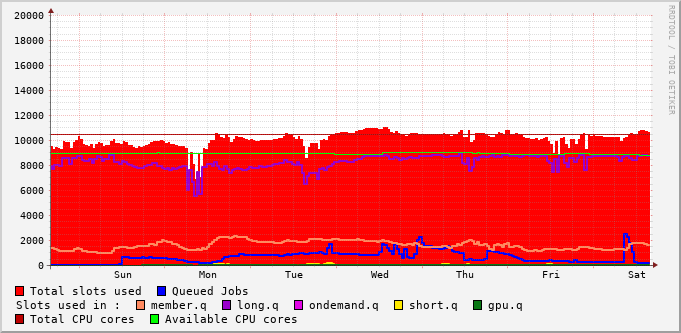 20000
18000
16000
14000
12000
10000
8000
6000
4000
2000
0
Sun Mon Tue Wed Thu Fri Sat
RRDTOOL / TOBI OETIKER
Total slots used Queued Jobs
Slots used in : member.q long.q ondemand.q short.q gpu.q
Total CPU cores Available CPU cores